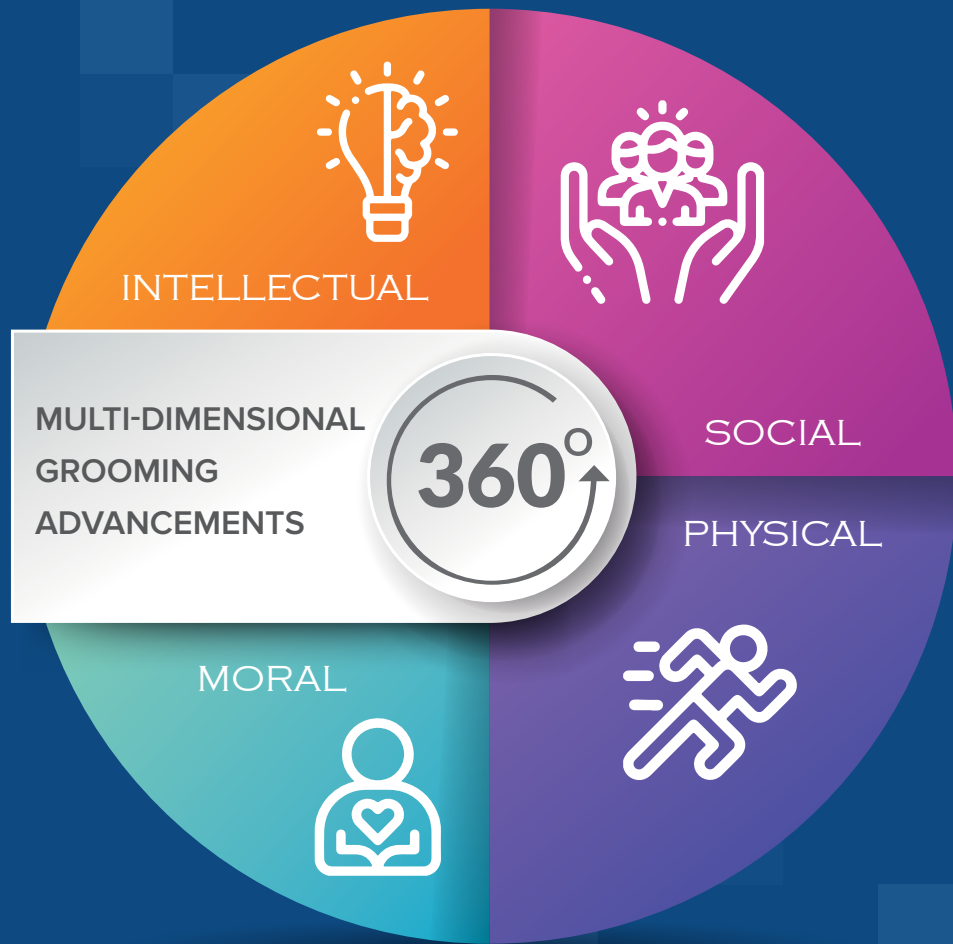 INTELLECTUAL
SOCIAL
MULTI-DIMENSIONAL
GROOMING
ADVANCEMENTS
360°
PHYSICAL
MORAL